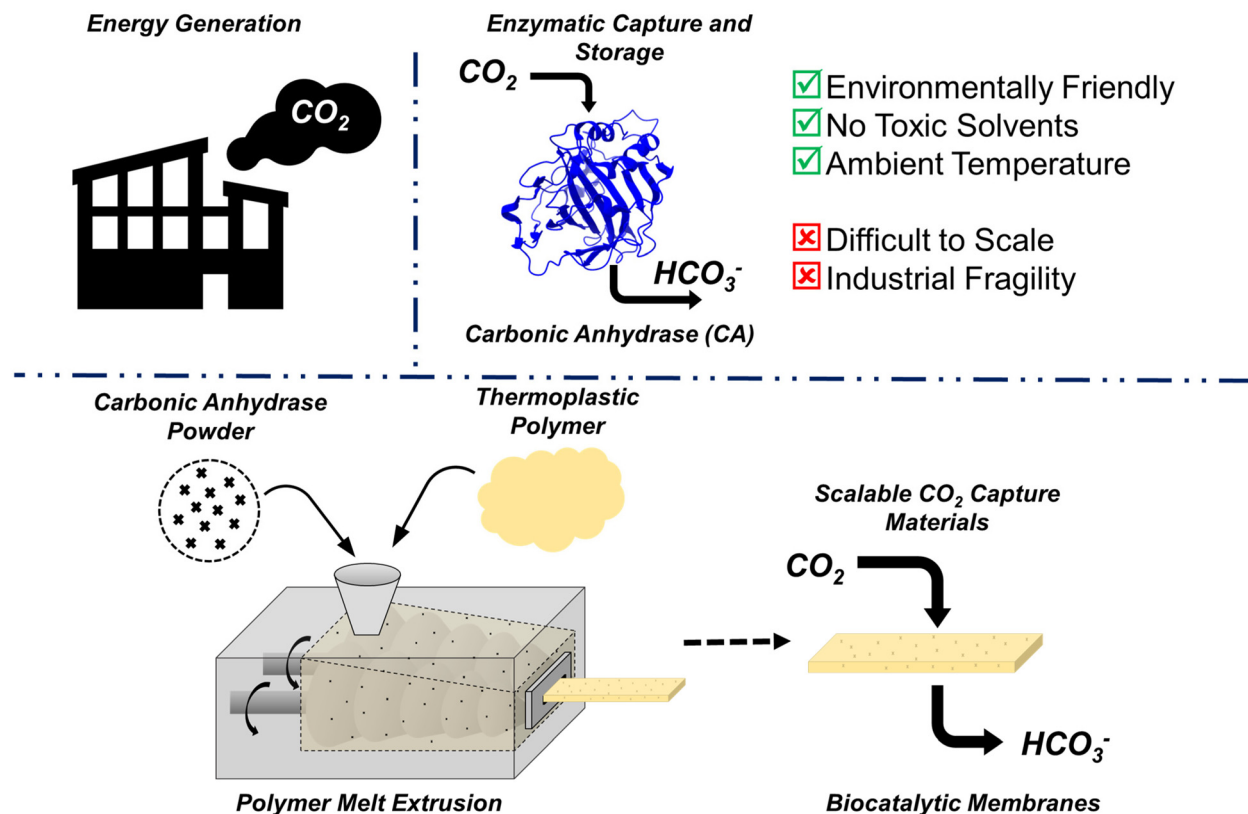 Energy Generation
CO₂
Enzymatic Capture and
Storage
CO₂
HCO₃⁻
Carbonic Anhydrase (CA)
Environmentally Friendly
No Toxic Solvents
Ambient Temperature
Difficult to Scale
Industrial Fragility
Carbonic Anhydrase
Powder
Thermoplastic
Polymer
Polymer Melt Extrusion
Scalable CO₂ Capture
Materials
CO₂
HCO₃⁻
Biocatalytic Membranes